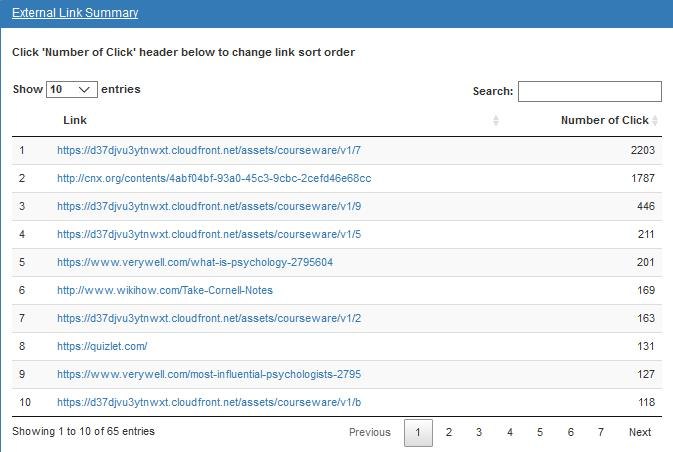 External Link Summary
Click 'Number of Click' header below to change link sort order
Show 10 entries Search:
Link Number of Click
1 https://d37djvu3ytnwxt.cloudfront.net/assets/courseware/v1/7 2203
2 http://cnx.org/contents/4abf04bf-93a0-45c3-9cbc-2cefd46e68cc 1787
3 https://d37djvu3ytnwxt.cloudfront.net/assets/courseware/v1/9 446
4 https://d37djvu3ytnwxt.cloudfront.net/assets/courseware/v1/5 211
5 https://www.verywell.com/what-is-psychology-2795604 201
6 http://www.wikihow.com/Take-Cornell-Notes 169
7 https://d37djvu3ytnwxt.cloudfront.net/assets/courseware/v1/2 163
8 https://quizlet.com/ 131
9 https://www.verywell.com/most-influential-psychologists-2795 127
10 https://d37djvu3ytnwxt.cloudfront.net/assets/courseware/v1/b 118
Showing 1 to 10 of 65 entries Previous 1 2 3 4 5 6 7 Next